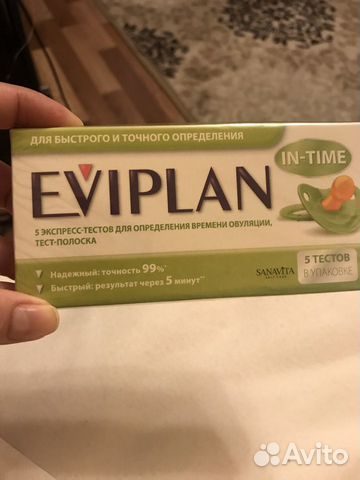 ДЛЯ БЫСТРОГО И ТОЧНОГО ОПРЕДЕЛЕНИЯ
IN-TIME
EVIPLAN
5 ЭКСПРЕСС-ТЕСТОВ ДЛЯ ОПРЕДЕЛЕНИЯ ВРЕМЕНИ ОВУЛЯЦИИ,
ТЕСТ-ПОЛОСКА
Надежный: точность 99%*
Быстрый: результат через 5 минут**
SANAVITA
5 ТЕСТОВ
В УПАКОВКЕ
Avito